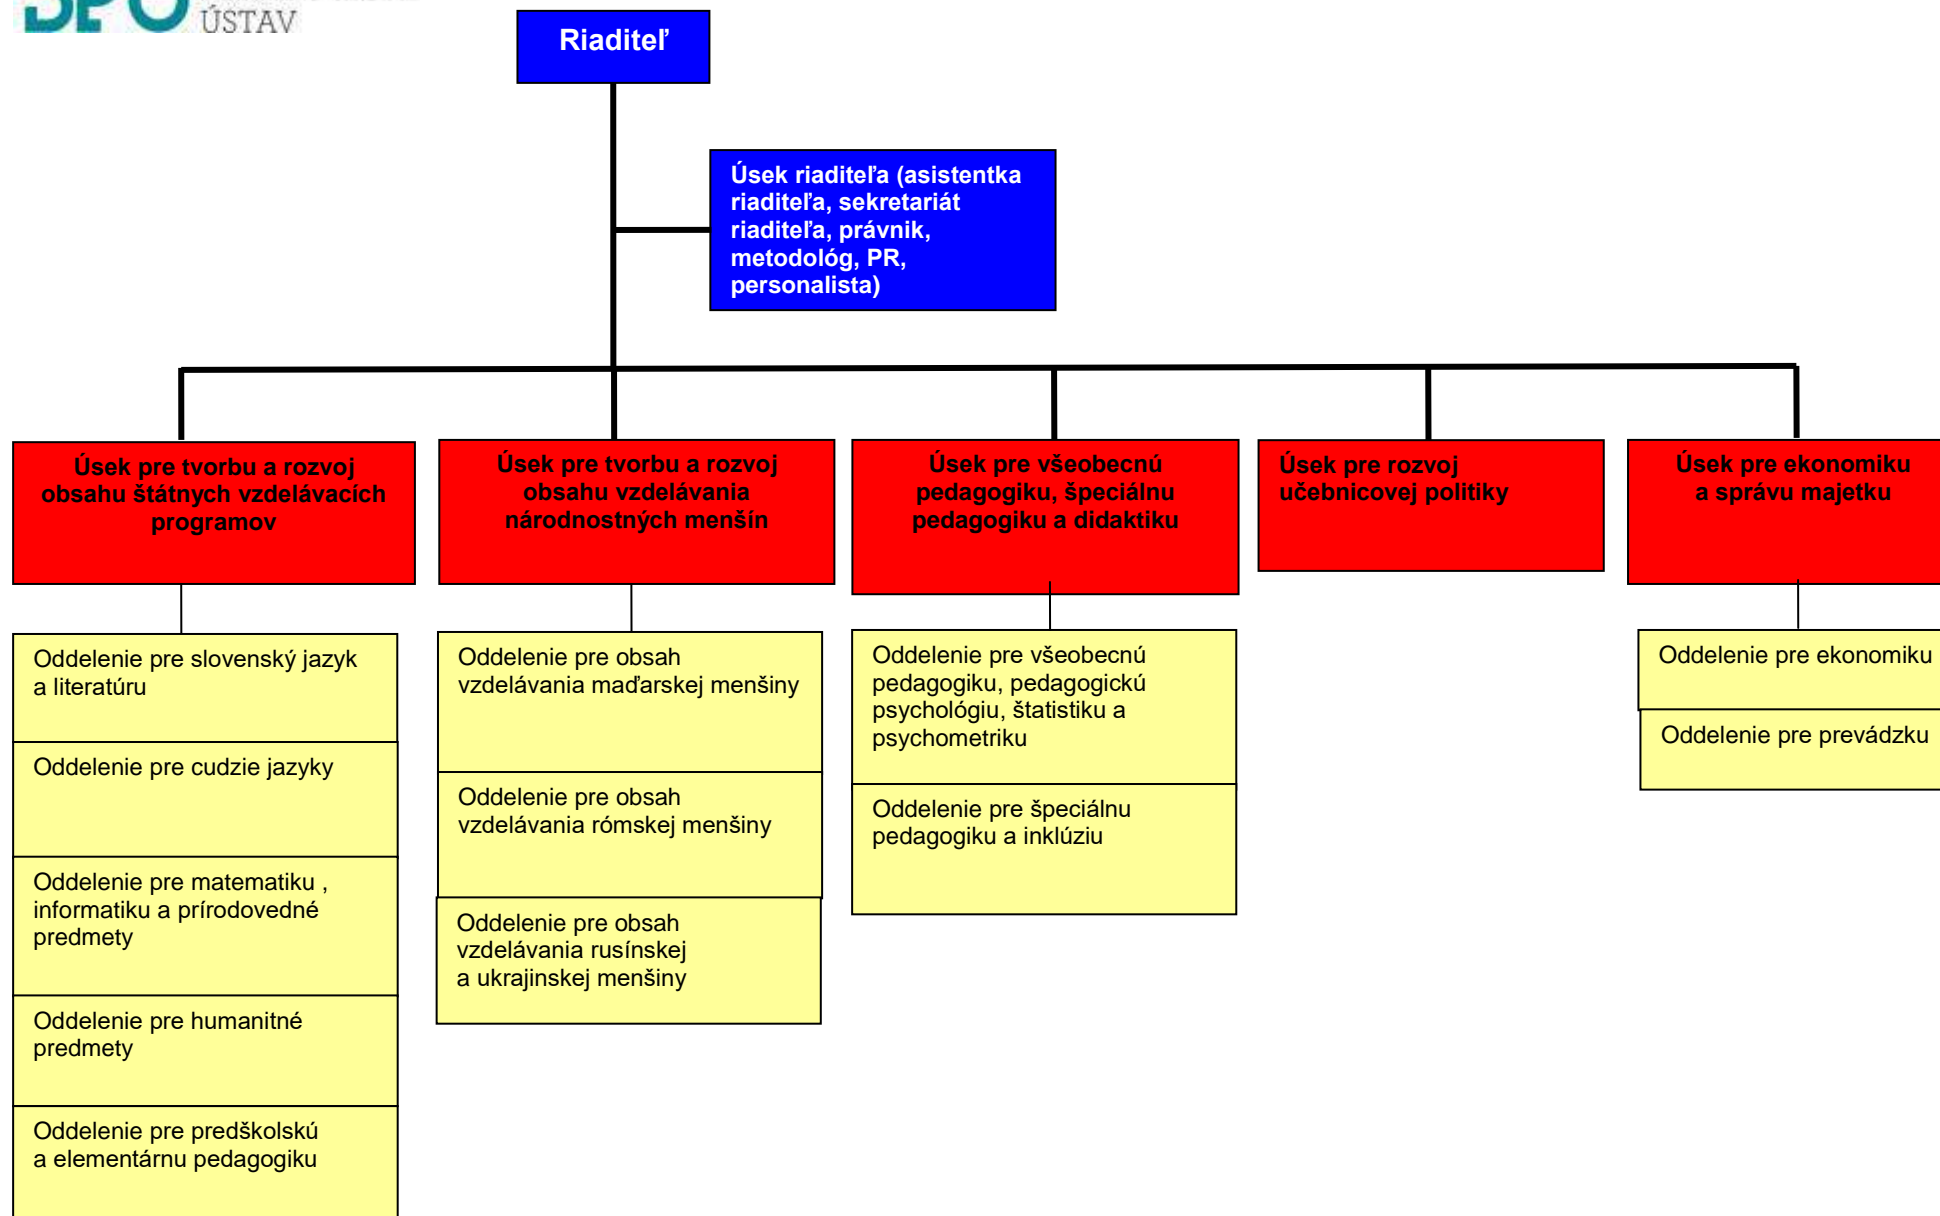 ÚSTAV
Riaditeľ
Úsek riaditeľa (asistentka
riaditeľa, sekretariát
riaditeľa, právnik,
metodológ, PR,
personalista)
Úsek pre tvorbu a rozvoj
obsahu štátnych vzdelávacích
programov
Úsek pre tvorbu a rozvoj
obsahu vzdelávania
národnostných menšín
Úsek pre všeobecnú
pedagogiku, špeciálnu
pedagogiku a didaktiku
Úsek pre rozvoj
učebnicovej politiky
Úsek pre ekonomiku
a správu majetku
Oddelenie pre slovenský jazyk
a literatúru
Oddelenie pre cudzie jazyky
Oddelenie pre matematiku ,
informatiku a prírodovedné
predmety
Oddelenie pre humanitné
predmety
Oddelenie pre predškolskú
a elementárnu pedagogiku
Oddelenie pre obsah
vzdelávania maďarskej menšiny
Oddelenie pre obsah
vzdelávania rómskej menšiny
Oddelenie pre obsah
vzdelávania rusínskej
a ukrajinskej menšiny
Oddelenie pre všeobecnú
pedagogiku, pedagogickú
psychológiu, štatistiku a
psychometriku
Oddelenie pre špeciálnu
pedagogiku a inklúziu
Oddelenie pre ekonomiku
Oddelenie pre prevádzku